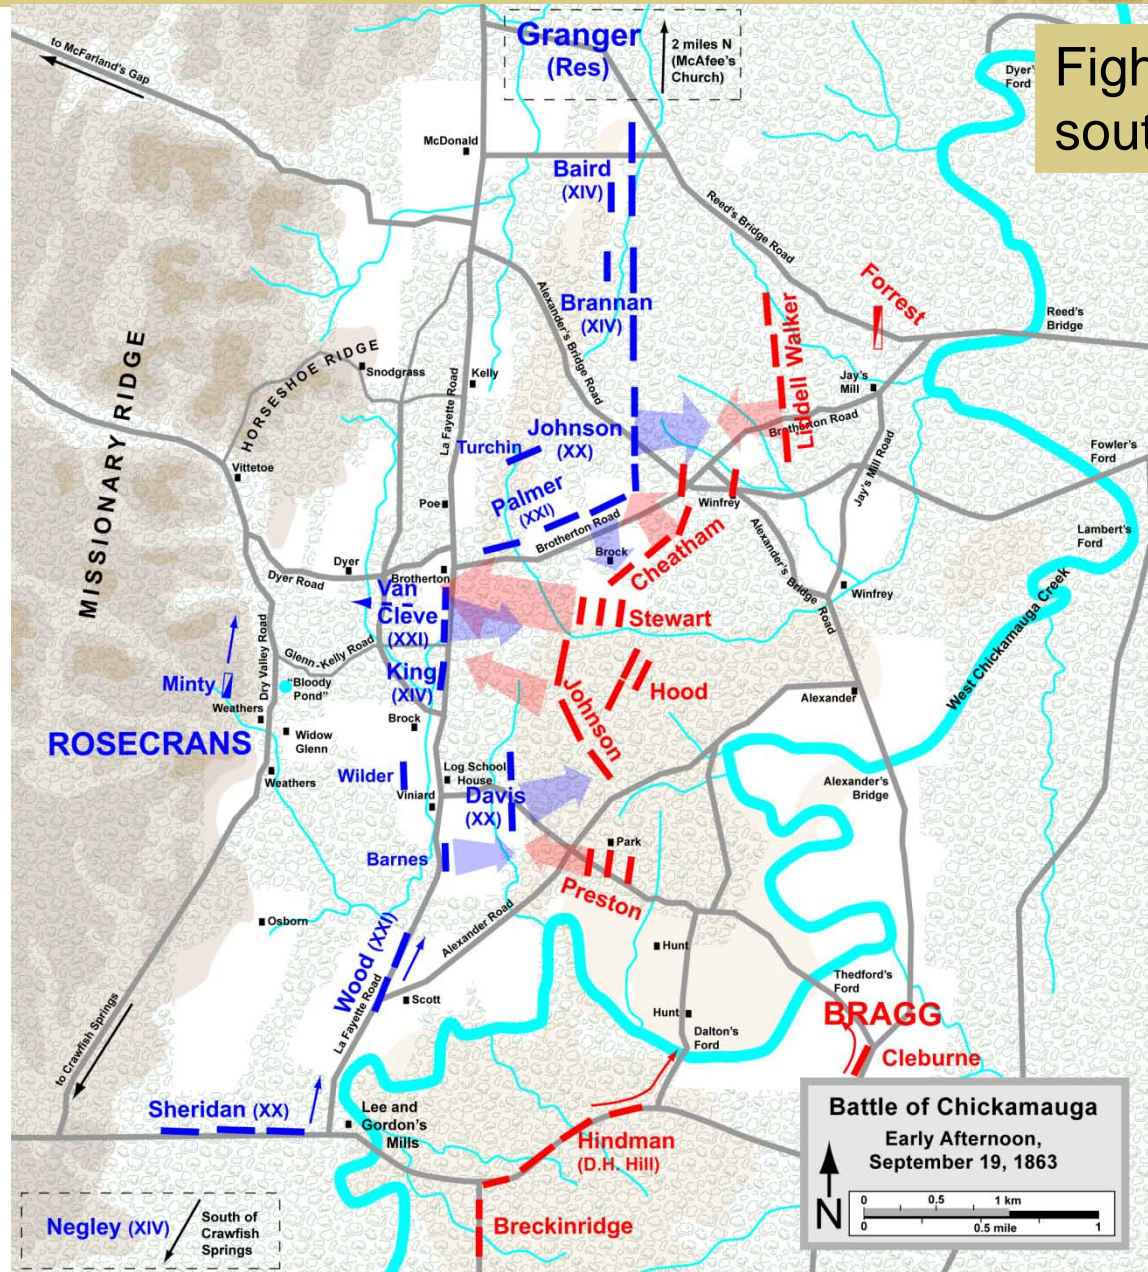 Granger
(Res)
2 miles N
(McAfee's
Church)
to McFarland's Gap
Dyer's
Ford
McDonald
Baird
(XIV)
Reed's Bridge Road
Forrest
Brannan
(XIV)
Alexander's Bridge Road
Liddell Walker
Reed's
Bridge
MISSIONARY RIDGE
HORSESHOE RIDGE
Snodgrass
La Fayette Road
Kelly
Jay's
Mill
Brotherton Road
Johnson
(XX)
Turchin
Fowler's
Ford
Vittetoe
Palmer
(XXI)
Poe
Winfrey
Jay's Mill Road
Brotherton Road
Brock
Cheatham
Alexander's Bridge Road
Lambert's
Ford
Dyer
Dyer Road
Brotherton
Van
Cleve
(XXI)
Stewart
Winfrey
West Chickamauga Creek
Dry Valley Road
Glenn-Kelly Road
King
(XIV)
Johnson
Hood
Minty
"Bloody
Pond"
Weathers
Alexander
Brock
ROSECRANS
Widow
Glenn
Weathers
Wilder
Log School
House
Viniard
Davis
(XX)
Alexander's
Bridge
Barnes
Park
Preston
Osborn
Wood (XXI)
Alexander Road
Hunt
Thedford's
Ford
Scott
La Fayette Road
Hunt
BRAGG
Dalton's
Ford
Cleburne
to Crawfish Springs
Sheridan (XX)
Lee and
Gordon's
Mills
Hindman
(D.H. Hill)
Breckinridge
Negley (XIV)
South of
Crawfish
Springs
Battle of Chickamauga
Early Afternoon,
September 19, 1863
N
0 0.5 1 km
0 0.5 mile 1